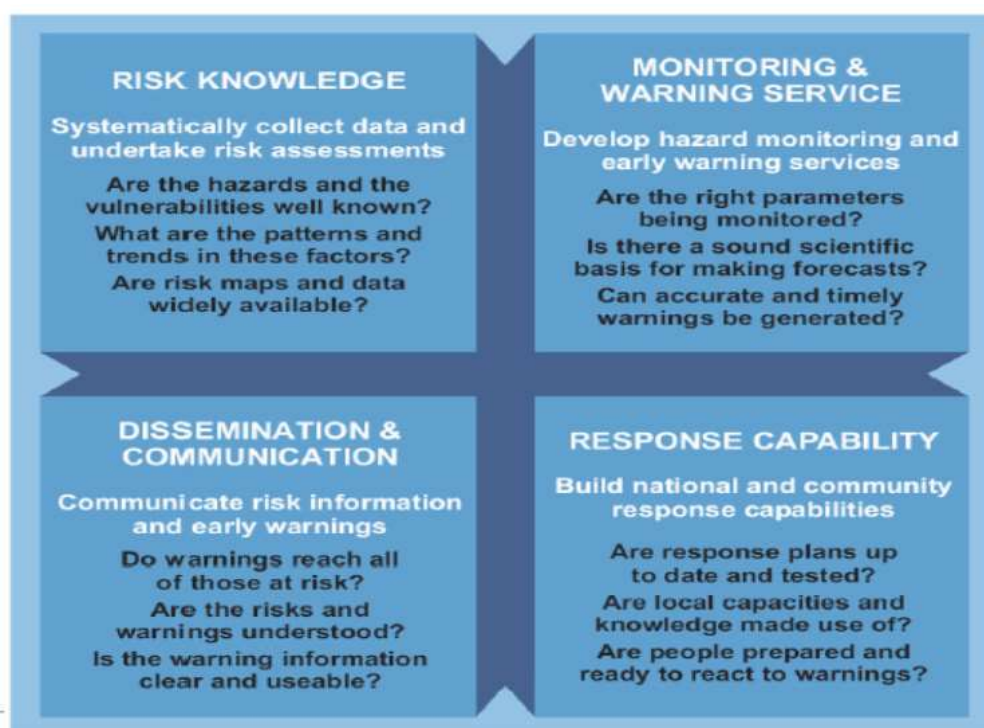 RISK KNOWLEDGE
Systematically collect data and
undertake risk assessments
Are the hazards and the
vulnerabilities well known?
What are the patterns and
trends in these factors?
Are risk maps and data
widely available?
MONITORING &
WARNING SERVICE
Develop hazard monitoring and
early warning services
Are the right parameters
being monitored?
Is there a sound scientific
basis for making forecasts?
Can accurate and timely
warnings be generated?
DISSEMINATION &
COMMUNICATION
Communicate risk information
and early warnings
Do warnings reach all
of those at risk?
Are the risks and
warnings understood?
Is the warning information
clear and useable?
RESPONSE CAPABILITY
Build national and community
response capabilities
Are response plans up
to date and tested?
Are local capacities and
knowledge made use of?
Are people prepared and
ready to react to warnings?